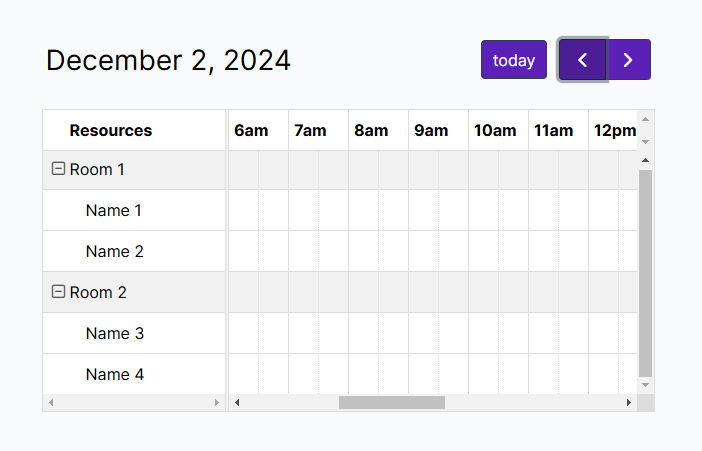 December 2, 2024
today
Resources 6am 7am 8am 9am 10am 11am 12pm
Room 1
Name 1
Name 2
Room 2
Name 3
Name 4